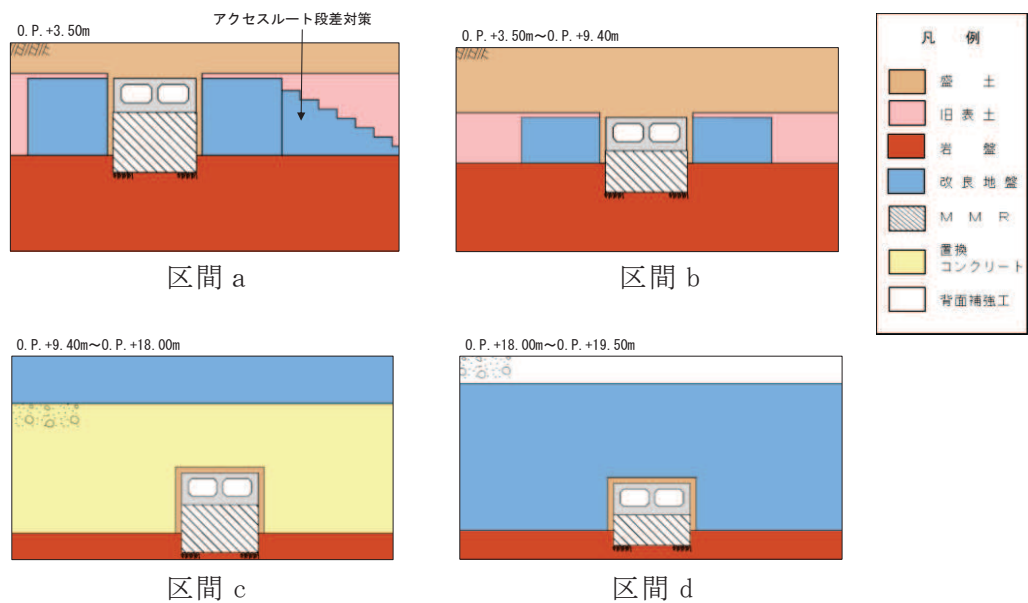 アクセスルート段差対策
O.P.+3.50m
区間 a
O.P.+3.50m～O.P.+9.40m
区間 b
凡 例
盛 土
旧 表 土
岩 盤
改 良 地 盤
M M R
置換
コンクリート
背面補強工
O.P.+9.40m～O.P.+18.00m
区間 c
O.P.+18.00m～O.P.+19.50m
区間 d